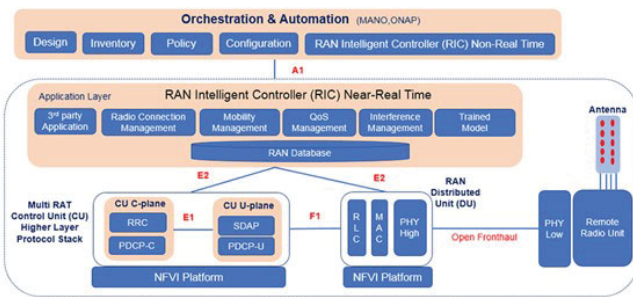 Orchestration & Automation (MANO,ONAP)
Design
Inventory
Policy
Configuration
RAN Intelligent Controller (RIC) Non-Real Time
A1
RAN Intelligent Controller (RIC) Near-Real Time
Application Layer
3rd party
Application
Radio Connection
Management
Mobility
Management
QoS
Management
Interference
Management
Trained
Model
RAN Database
Antenna
E2
E2
RAN
Distributed
Unit (DU)
Multi RAT
Control Unit (CU)
Higher Layer
Protocol Stack
CU C-plane
RRC
PDCP-C
E1
CU U-plane
SDAP
PDCP-U
F1
RLC
MAC
PHY
High
Open Fronthaul
PHY
Low
Remote
Radio Unit
NFVI Platform
NFVI Platform